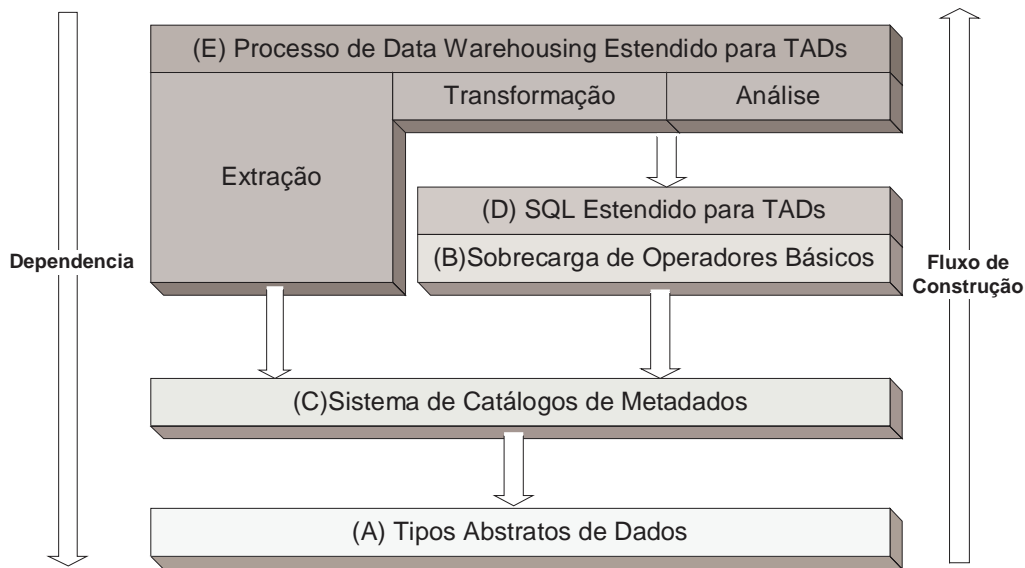 (E) Processo de Data Warehousing Estendido para TADs
Transformação
Análise
Extração
(D) SQL Estendido para TADs
(B)Sobrecarga de Operadores Básicos
Dependencia
Fluxo de
Construção
(C)Sistema de Catálogos de Metadados
(A) Tipos Abstratos de Dados